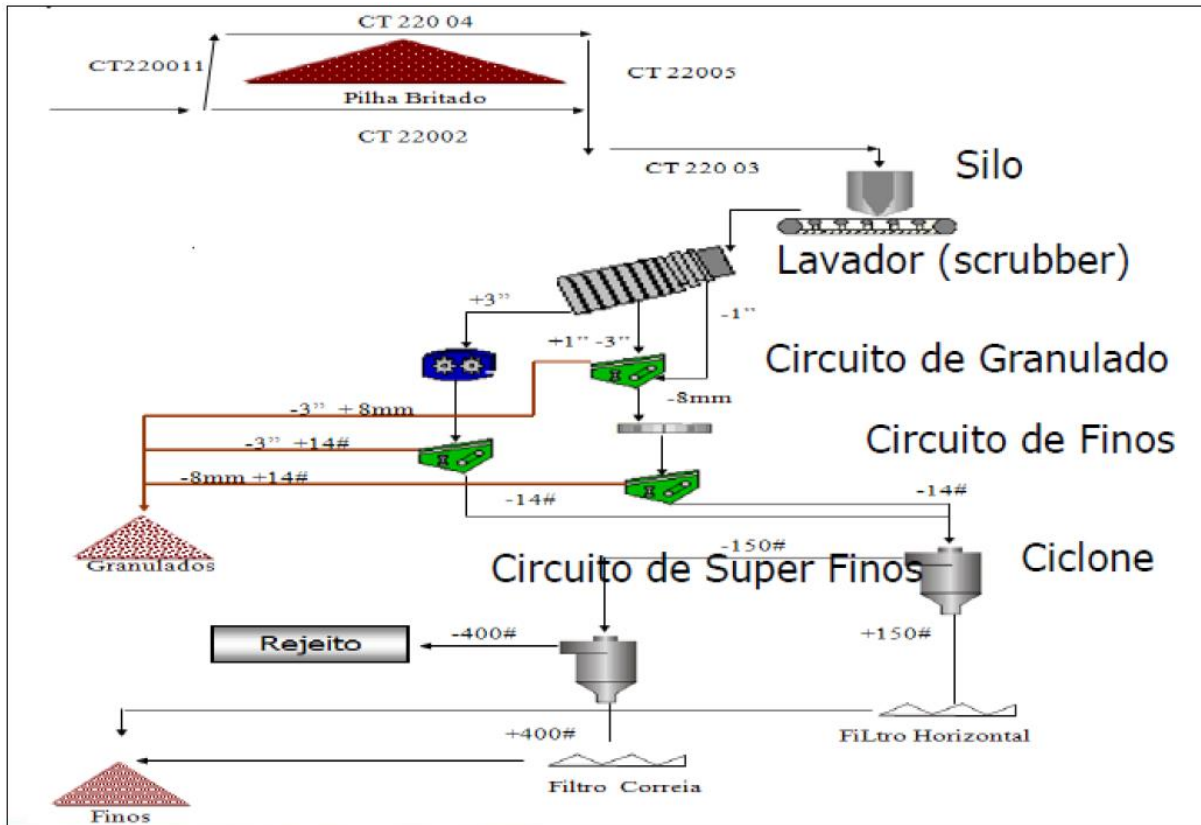 CT 220 04
CT220011
CT 22005
Pilha Britado
CT 22002
CT 220 03
Silo
Lavador (scrubber)
+3”
-1”
+1” -3”
Circuito de Granulado
-8mm
-3” +8mm
Circuito de Finos
-3” +14#
-8mm +14#
-14#
-14#
-150#
Ciclone
Granulados
Circuito de Super Finos
+150#
-400#
Rejeito
+400#
FiLtro Horizontal
Filtro Correia
Finos